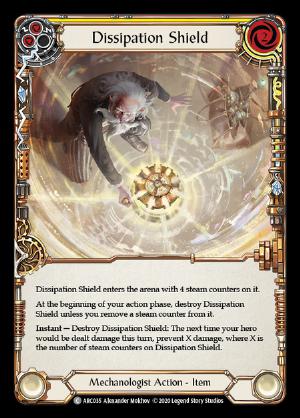 Dissipation Shield
2
Dissipation Shield enters the arena with 4 steam counters on it.
At the beginning of your action phase, destroy Dissipation
Shield unless you remove a steam counter from it.
Instant — Destroy Dissipation Shield: The next time your hero
would be dealt damage this turn, prevent X damage, where X is
the number of steam counters on Dissipation Shield.
Mechanologist Action - Item
C ARC035 Alexander Mokhov © 2020 Legend Story Studios